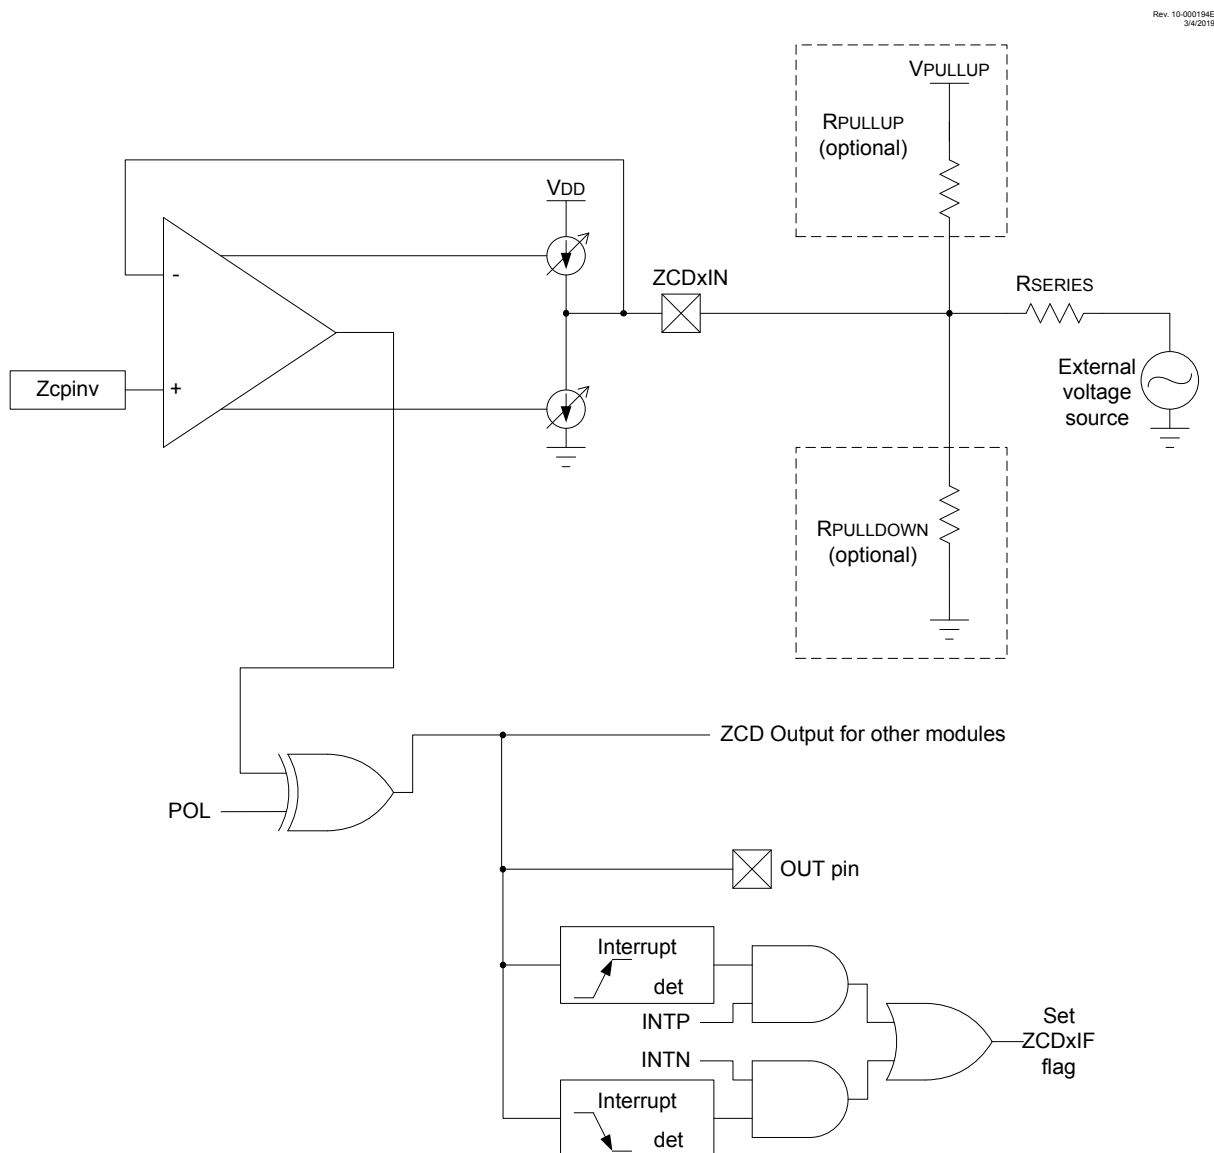 Rev. 10-000194E
3/4/2019
VPULLUP
RPULLUP
(optional)
VDD
-
ZCDxIN
RSERIES
Zcpinv
+
External
voltage
source
RPULLDOWN
(optional)
ZCD Output for other modules
POL
OUT pin
Interrupt
det
INTP
INTN
Set
ZCDxIF
flag
Interrupt
det